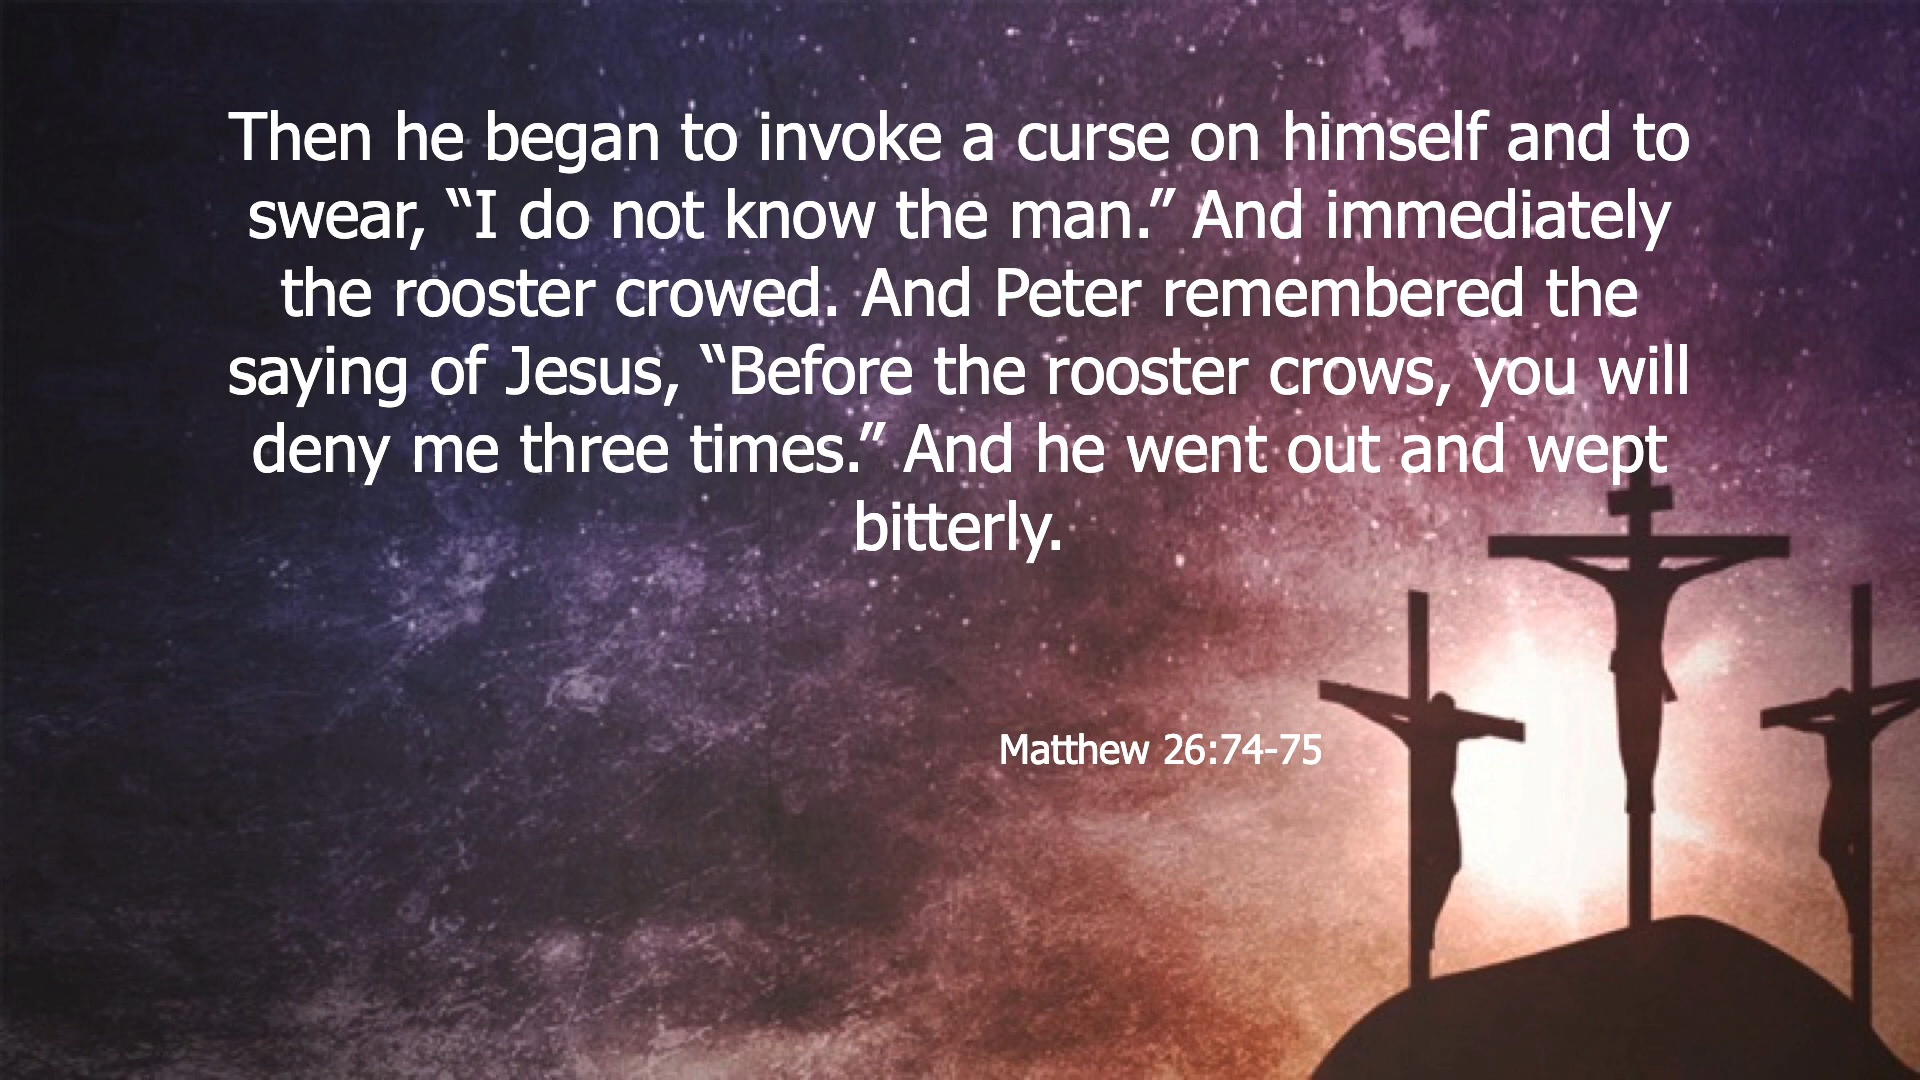 Then he began to invoke a curse on himself and to
swear, “I do not know the man.” And immediately
the rooster crowed. And Peter remembered the
saying of Jesus, “Before the rooster crows, you will
deny me three times.” And he went out and wept
bitterly.
Matthew 26:74-75